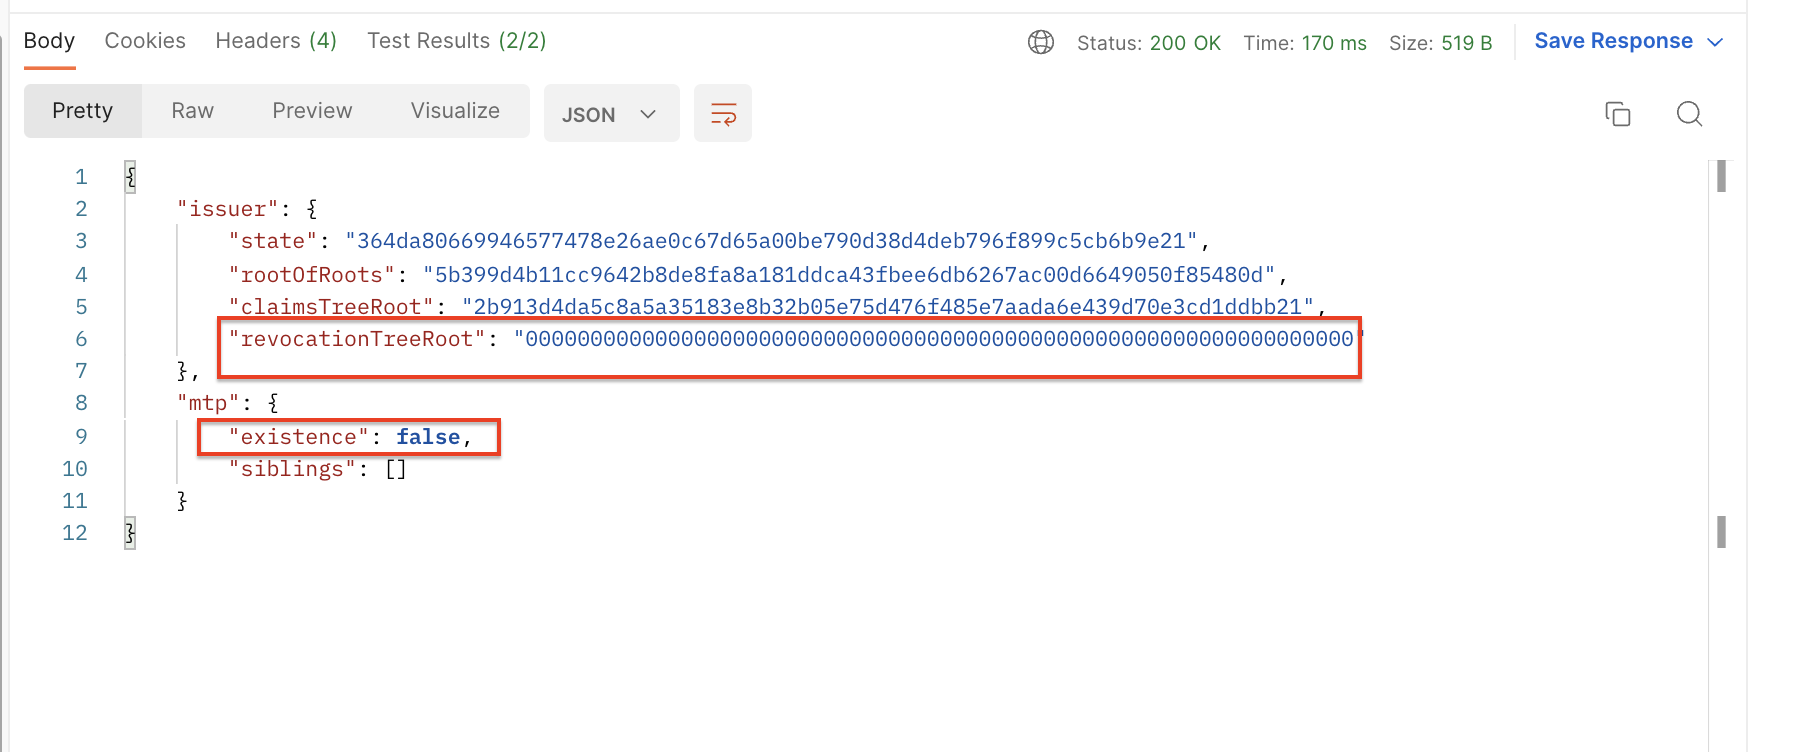 Body Cookies Headers (4) Test Results (2/2) Status: 200 OK Time: 170 ms Size: 519 B Save Response
Pretty Raw Preview Visualize JSON
1 {
2 "issuer": {
3 "state": "364da80669946577478e26ae0c67d65a00be790d38d4deb796f899c5cb6b9e21",
4 "rootOfRoots": "5b399d4b11cc9642b8de8fa8a181ddca43fbee6db6267ac00d6649050f85480d",
5 "claimsTreeRoot": "2b913d4da5c8a5a35183e8b32b05e75d476f485e7aada6e439d70e3cd1ddbb21",
6 "revocationTreeRoot": "0000000000000000000000000000000000000000000000000000000000000000"
7 },
8 "mtp": {
9 "existence": false,
10 "siblings": []
11 }
12 }